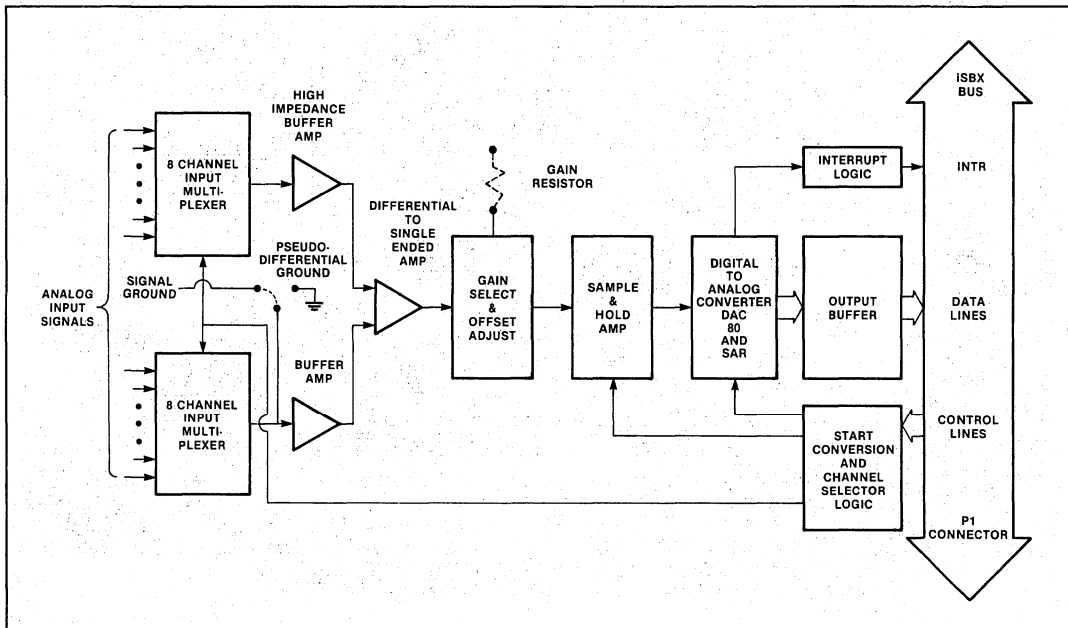 iSBX
BUS
HIGH
IMPEDANCE
BUFFER
AMP
8 CHANNEL
INPUT
MULTI-
PLEXER
INTERRUPT
LOGIC
INTR
GAIN
RESISTOR
DIFFERENTIAL
TO
SINGLE
ENDED
AMP
PSEUDO-
DIFFERENTIAL
GROUND
SIGNAL
GROUND
ANALOG
INPUT
SIGNALS
GAIN
SELECT
&
OFFSET
ADJUST
SAMPLE
&
HOLD
AMP
DIGITAL
TO
ANALOG
CONVERTER
DAC
80
AND
SAR
OUTPUT
BUFFER
DATA
LINES
BUFFER
AMP
8 CHANNEL
INPUT
MULTI-
PLEXER
START
CONVERSION
AND
CHANNEL
SELECTOR
LOGIC
CONTROL
LINES
P1
CONNECTOR